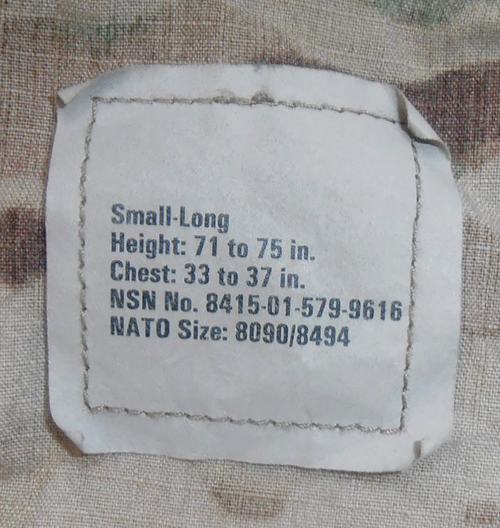 Small-Long
Height: 71 to 75 in.
Chest: 33 to 37 in.
NSN No. 8415-01-579-9616
NATO Size: 8090/8494